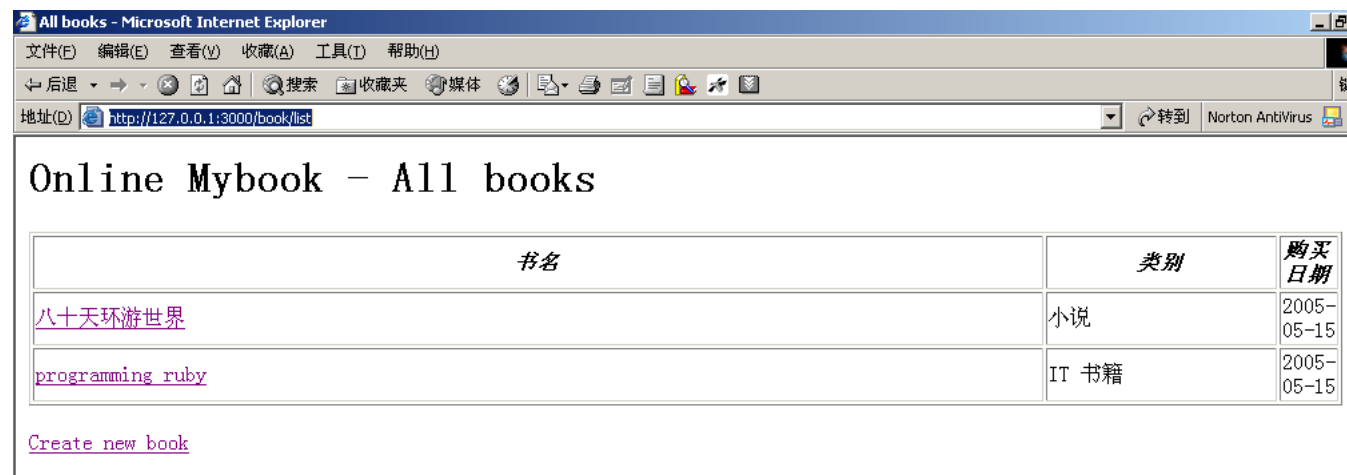 All books - Microsoft Internet Explorer
文件(F) 编辑(E) 查看(V) 收藏(A) 工具(T) 帮助(H)
后退 搜索 收藏夹 媒体
地址(D) http://127.0.0.1:3000/book/list 转到 Norton AntiVirus
Online Mybook - All books
书名 类别 购买
日期
八十天环游世界 小说 2005-
05-15
programming ruby IT 书籍 2005-
05-15
Create new book